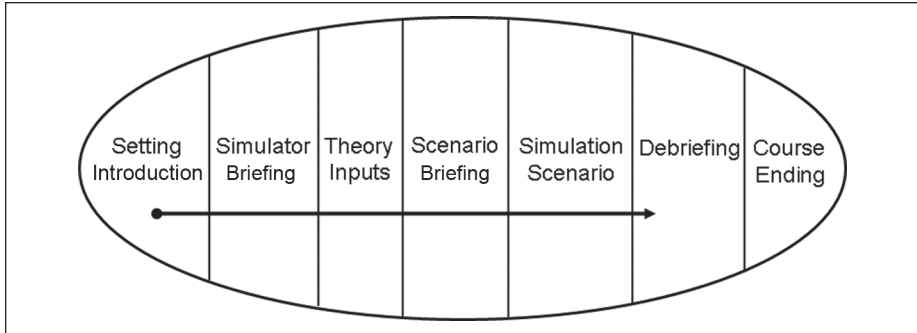 Setting
Introduction
Simulator
Briefing
Theory
Inputs
Scenario
Briefing
Simulation
Scenario
Debriefing
Course
Ending